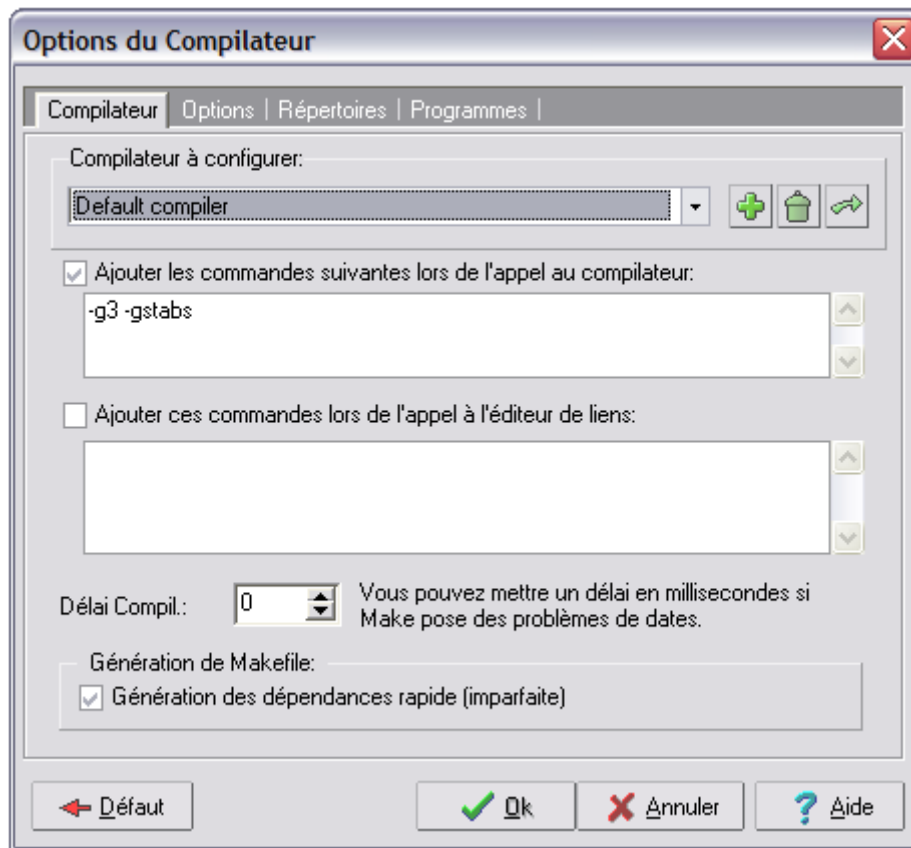 Options du Compilateur
Compilateur Options | Répertoires | Programmes |
Compilateur à configurer:
Default compiler
Ajouter les commandes suivantes lors de l'appel au compilateur:
-g3 -gstabs
Ajouter ces commandes lors de l'appel à l'éditeur de liens:
Délai Compil.: 0 Vous pouvez mettre un délai en millisecondes si
Make pose des problèmes de dates.
Génération de Makefile:
Génération des dépendances rapide (imparfaite)
Défaut Ok Annuler Aide